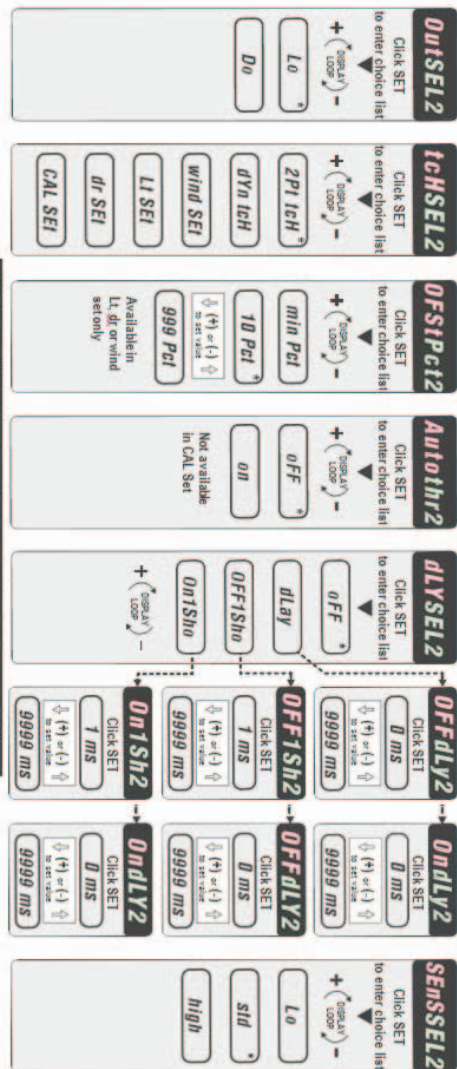 OutSEL2
Click SET
to enter choice list
+ (DISPLAY LOOP) -
Lo *
Do
tcHSEL2
Click SET
to enter choice list
+ (DISPLAY LOOP) -
2Pt tcH *
dYn tcH
wind SEt
Lt SEt
dr SEt
CAL SEt
OFStPct2
Click SET
to enter choice list
+ (DISPLAY LOOP) -
min Pct
10 Pct *
(+) or (-)
to set value
999 Pct
Available in
Lt, dr or wind
set only
Autothr2
Click SET
to enter choice list
+ (DISPLAY LOOP) -
oFF *
on
Not available
in CAL Set
dLYSEL2
Click SET
to enter choice list
oFF *
dLay
OFF1Sho
On1Sho
+ (DISPLAY LOOP) -
OFFdLy2
Click SET
0 ms
(+) or (-)
to set value
9999 ms
OndLy2
Click SET
0 ms
(+) or (-)
to set value
9999 ms
OFF1Sh2
Click SET
1 ms
(+) or (-)
to set value
9999 ms
OFFdLY2
Click SET
0 ms
(+) or (-)
to set value
9999 ms
On1Sh2
Click SET
1 ms
(+) or (-)
to set value
9999 ms
OndLY2
Click SET
0 ms
(+) or (-)
to set value
9999 ms
SEnSSEL2
Click SET
to enter choice list
+ (DISPLAY LOOP) -
Lo
std *
high